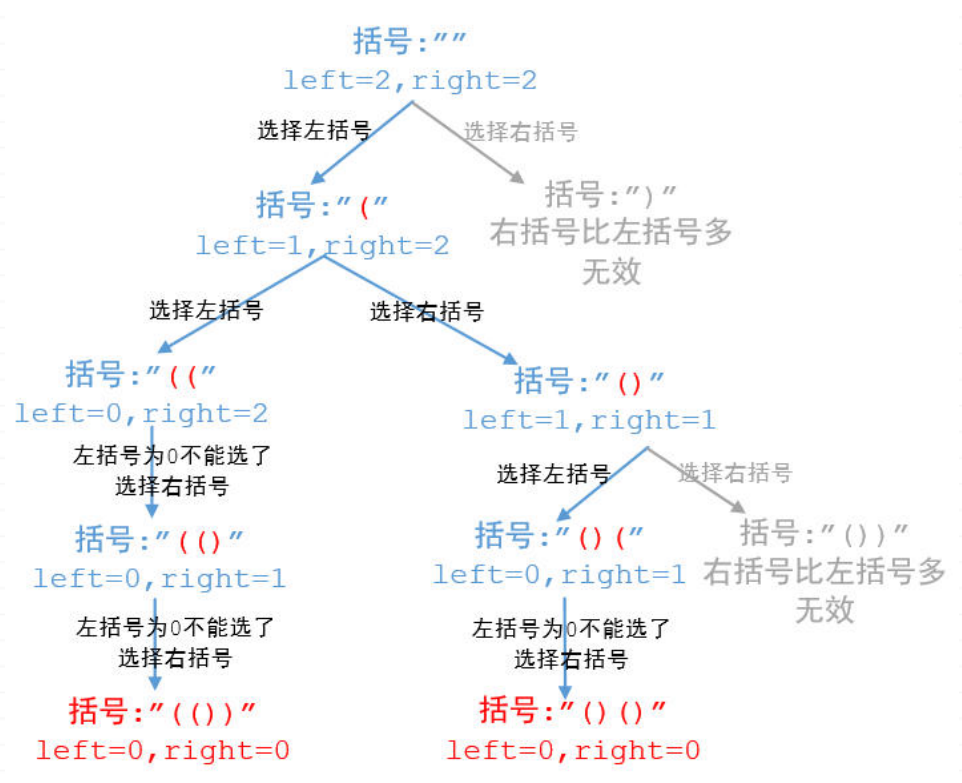 括号:″″
left=2,right=2
选择左括号
选择右括号
括号:″(″
left=1,right=2
括号:″)″
右括号比左括号多
无效
选择左括号
选择右括号
括号:″((″
left=0,right=2
括号:″()″
left=1,right=1
左括号为0不能选了
选择右括号
选择左括号
选择右括号
括号:″(()″
left=0,right=1
括号:″()(″
left=0,right=1
括号:″())″
右括号比左括号多
无效
左括号为0不能选了
选择右括号
左括号为0不能选了
选择右括号
括号:″(())″
left=0,right=0
括号:″()()″
left=0,right=0